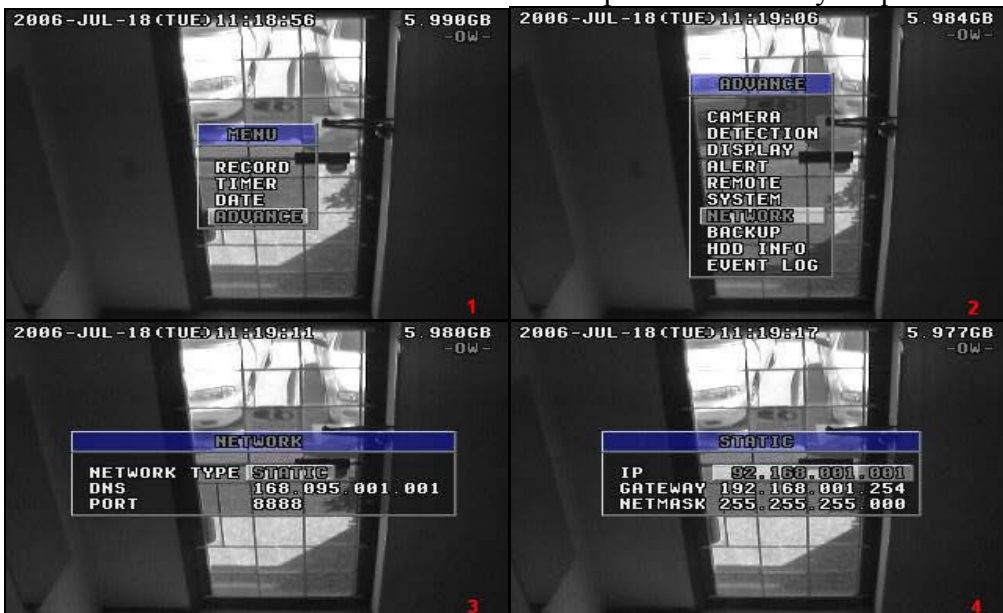 2006-JUL-18(TUE)11:18:56 5.990GB
-OW-
MENU
RECORD
TIMER
DATE
ADVANCE
1
2006-JUL-18(TUE)11:19:06 5.984GB
-OW-
ADVANCE
CAMERA
DETECTION
DISPLAY
ALERT
REMOTE
SYSTEM
NETWORK
BACKUP
HDD INFO
EVENT LOG
2
2006-JUL-18(TUE)11:19:11 5.980GB
-OW-
NETWORK
NETWORK TYPE STATIC
DNS 168.095.001.001
PORT 8888
3
2006-JUL-18(TUE)11:19:17 5.977GB
-OW-
STATIC
IP 92.168.001.001
GATEWAY 192.168.001.254
NETMASK 255.255.255.000
4